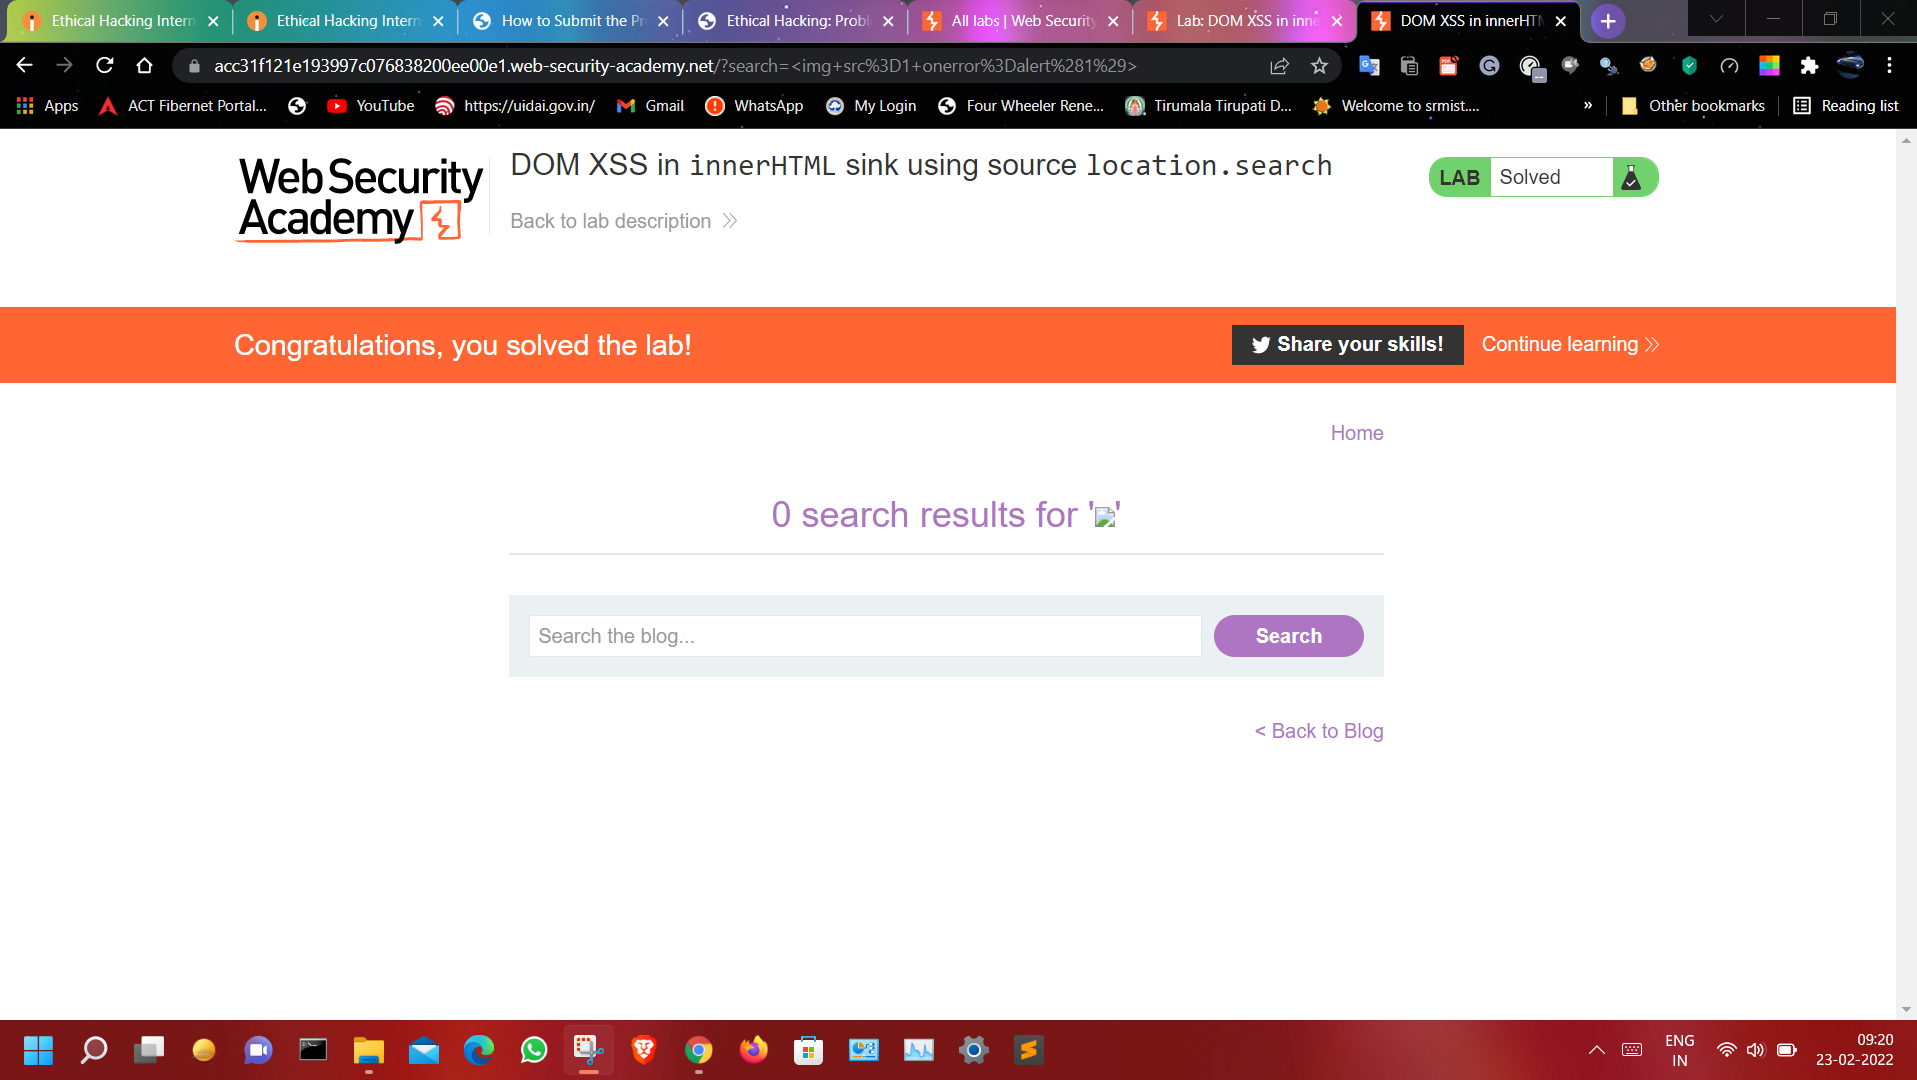 Ethical Hacking Intern
Ethical Hacking Intern
How to Submit the Pr
Ethical Hacking: Probl
All labs | Web Security
Lab: DOM XSS in inne
DOM XSS in innerHTM
acc31f121e193997c076838200ee00e1.web-security-academy.net/?search=<img+src%3D1+onerror%3Dalert%281%29>
Apps
ACT Fibernet Portal...
YouTube
https://uidai.gov.in/
Gmail
WhatsApp
My Login
Four Wheeler Rene...
Tirumala Tirupati D...
Welcome to srmist....
»
Other bookmarks
Reading list
Web Security
Academy
DOM XSS in innerHTML sink using source location.search
Back to lab description
LAB Solved
Congratulations, you solved the lab!
Share your skills!
Continue learning
Home
0 search results for ''
Search the blog...
Search
< Back to Blog
ENG
IN
09:20
23-02-2022